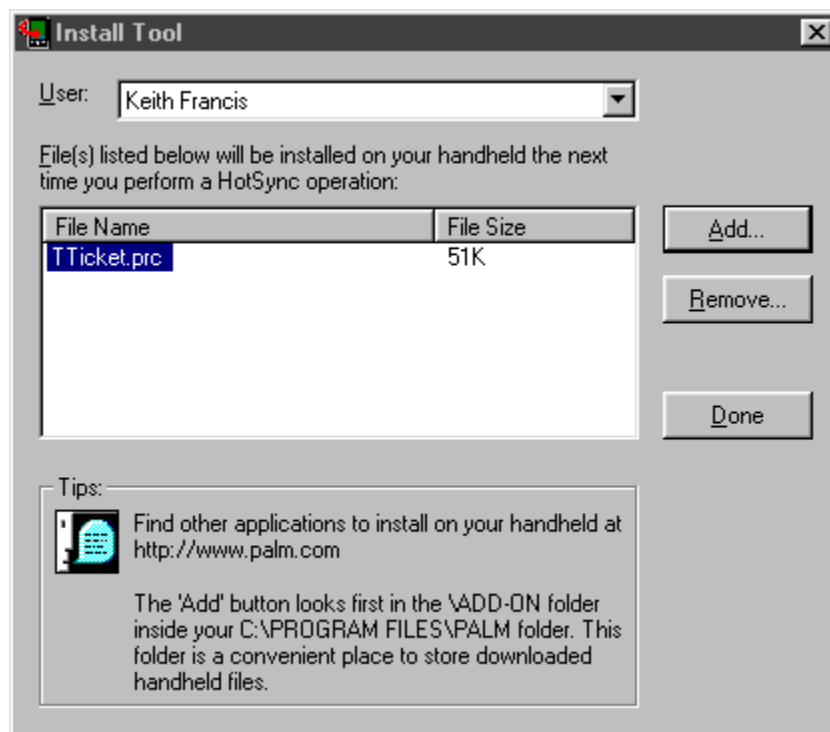 Install Tool
User: Keith Francis
File(s) listed below will be installed on your handheld the next
time you perform a HotSync operation:
File Name File Size
TTicket.prc 51K
Add...
Remove...
Done
Tips:
Find other applications to install on your handheld at
http://www.palm.com
The 'Add' button looks first in the \ADD-ON folder
inside your C:\PROGRAM FILES\PALM folder. This
folder is a convenient place to store downloaded
handheld files.